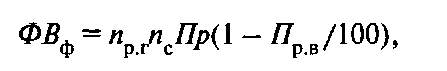 ФВ_ф = n_р.г n_с Пр(1 − П_р.в/100),